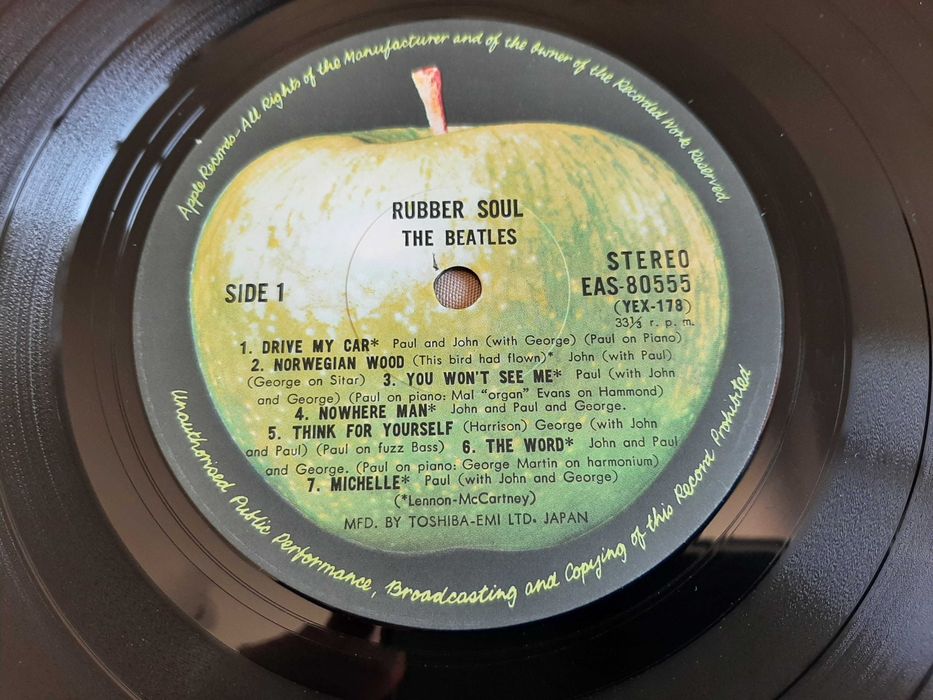 Apple Records-All Rights of the Manufacturer and of the Owner of the Recorded Work Reserved
RUBBER SOUL
THE BEATLES
SIDE 1
STEREO
EAS-80555
(YEX-178)
33⅓ r. p. m.
1. DRIVE MY CAR* Paul and John (with George) (Paul on Piano)
2. NORWEGIAN WOOD (This bird had flown)* John (with Paul)
(George on Sitar) 3. YOU WON'T SEE ME* Paul (with John
and George) (Paul on piano: Mal "organ" Evans on Hammond)
4. NOWHERE MAN* John and Paul and George.
5. THINK FOR YOURSELF (Harrison) George (with John
and Paul) (Paul on fuzz Bass) 6. THE WORD* John and Paul
and George. (Paul on piano: George Martin on harmonium)
7. MICHELLE* Paul (with John and George)
(*Lennon-McCartney)
MFD. BY TOSHIBA-EMI LTD. JAPAN
Unauthorised Public Performance, Broadcasting and Copying of this Record Prohibited